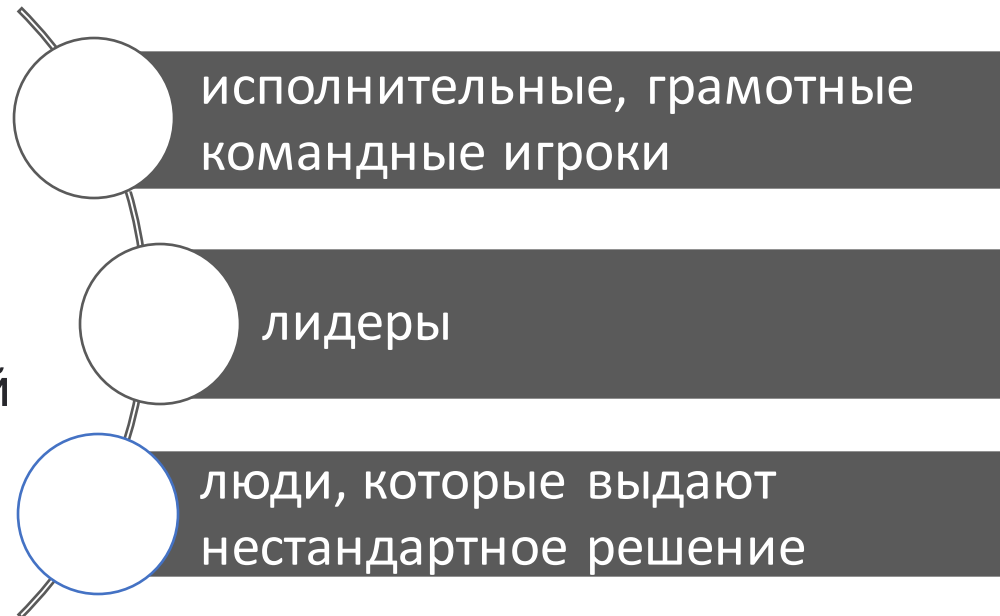 исполнительные, грамотные
командные игроки
лидеры
й
люди, которые выдают
нестандартное решение